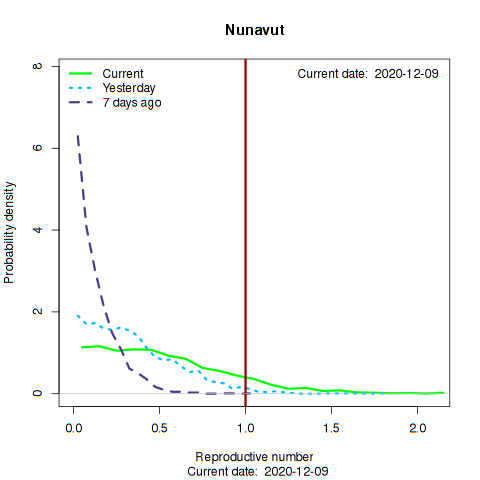 Nunavut
Current
Yesterday
7 days ago
Current date: 2020-12-09
Probability density
8
6
4
2
0
0.0 0.5 1.0 1.5 2.0
Reproductive number
Current date: 2020-12-09